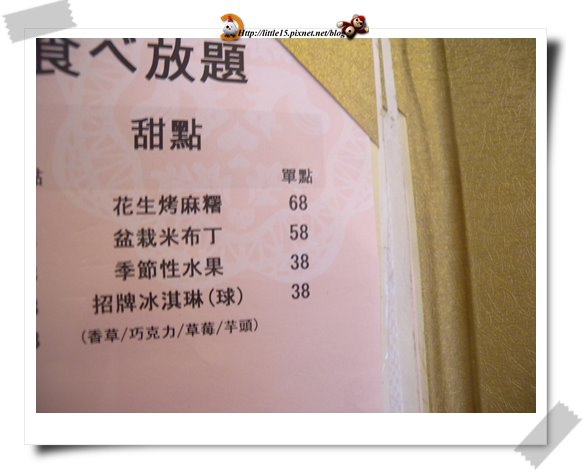 Http://little15.pixnet.net/blog
食べ放題
甜點
點 單點
花生烤麻糬 68
盆栽米布丁 58
季節性水果 38
招牌冰淇琳(球) 38
(香草/巧克力/草莓/芋頭)